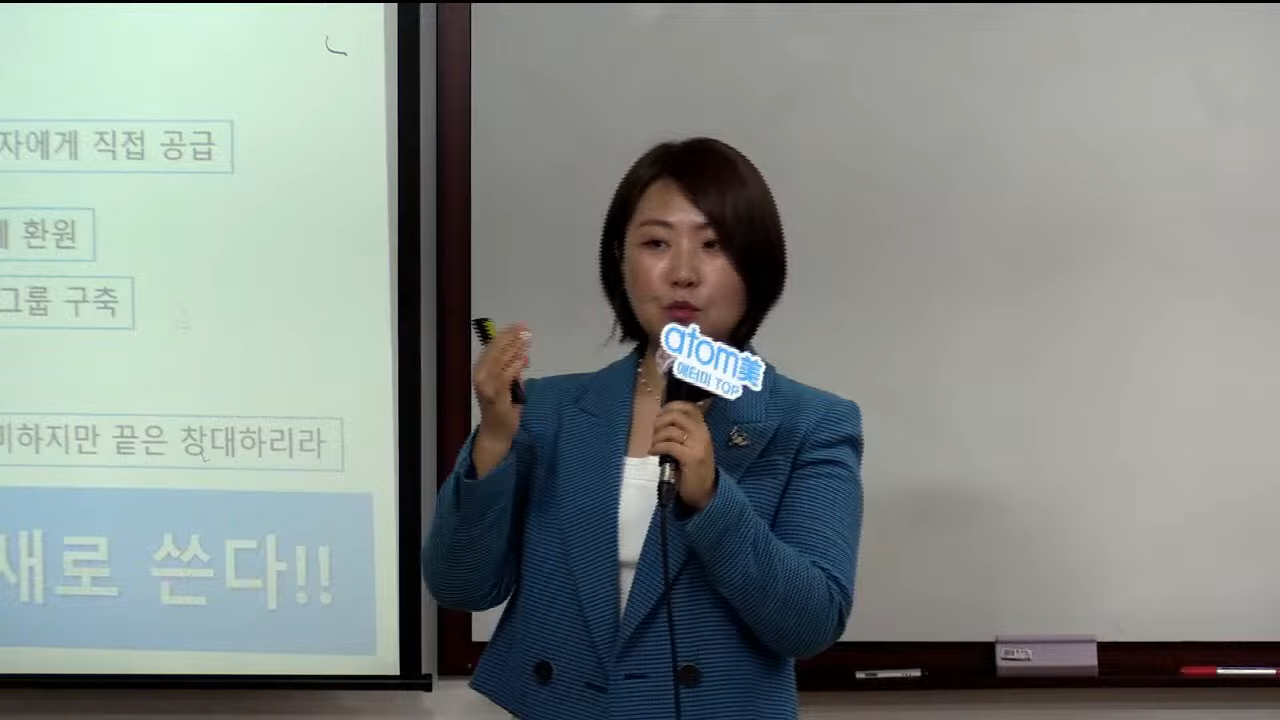 자에게 직접 공급
환원
그룹 구축
미하지만 끝은 창대하리라
새로 쓴다!!
atom美
애터미 TOP